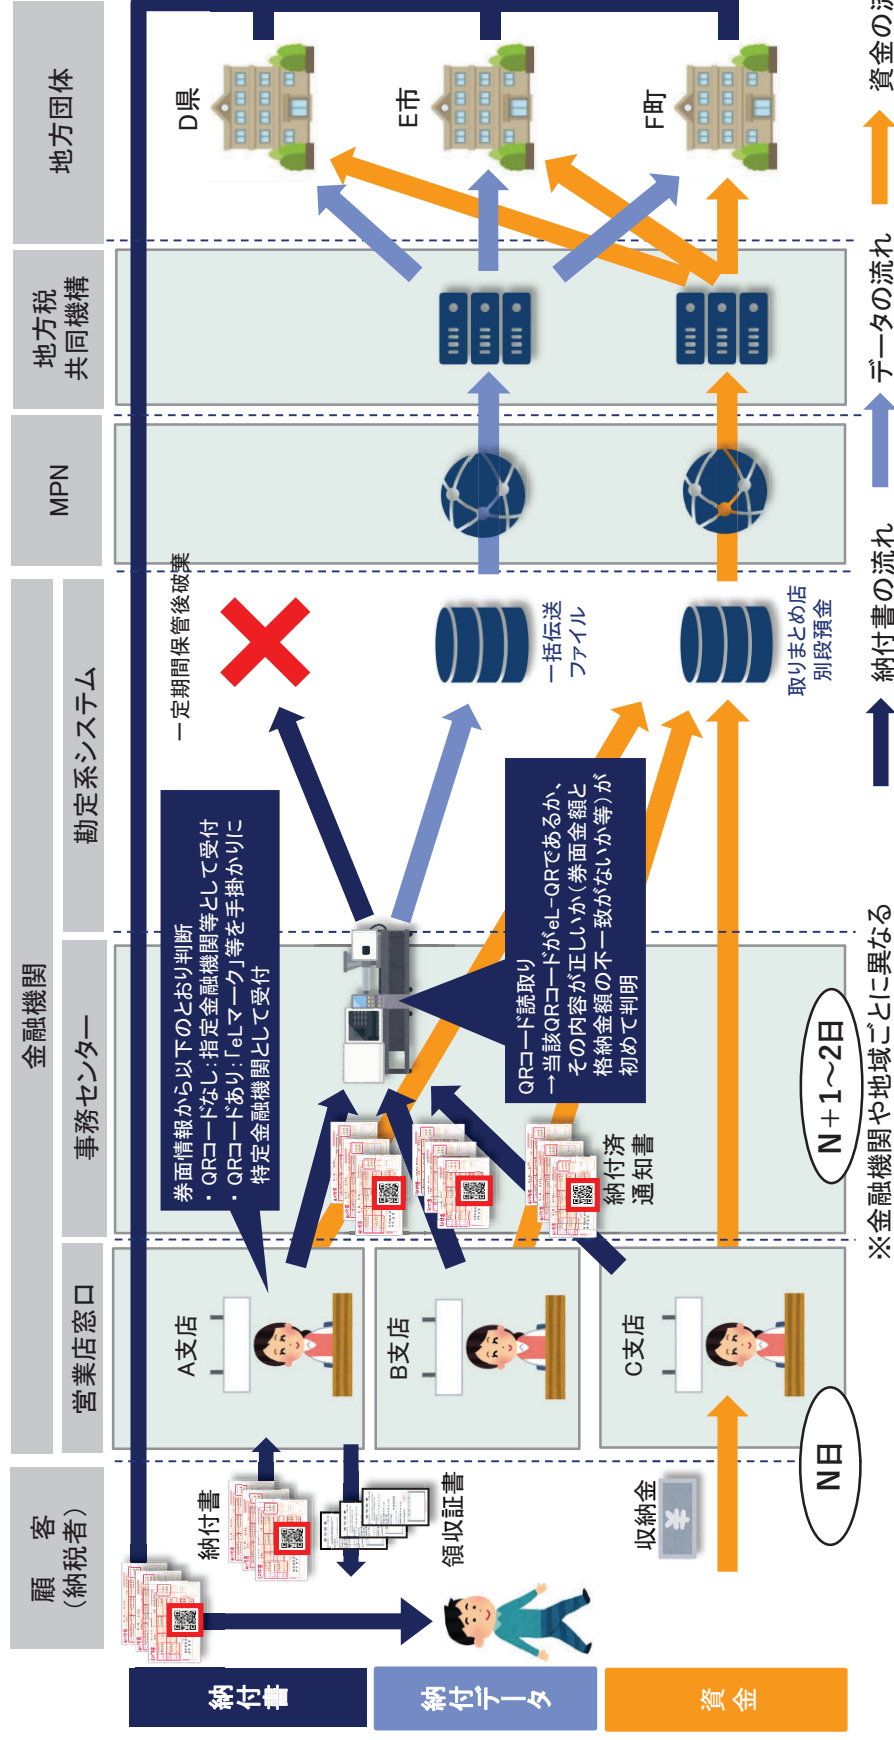 顧　客
（納税者）
金融機関
営業店窓口
事務センター
勘定系システム
MPN
地方税
共同機構
地方団体
納付書
納付データ
資金
納付書
領収証書
収納金
A支店
B支店
C支店
券面情報から以下のとおり判断
・QRコードなし：指定金融機関等として受付
・QRコードあり：「eLマーク」等を手掛かりに
特定金融機関として受付
納付済
通知書
QRコード読取り
→当該QRコードがeL-QRであるか、
その内容が正しいか（券面金額と
格納金額の不一致がないか等）が
初めて判明
一定期間保管後破棄
一括伝送
ファイル
取りまとめ店
別段預金
D県
E市
F町
N日
N＋1～2日
※金融機関や地域ごとに異なる
納付書の流れ
データの流れ
資金の流